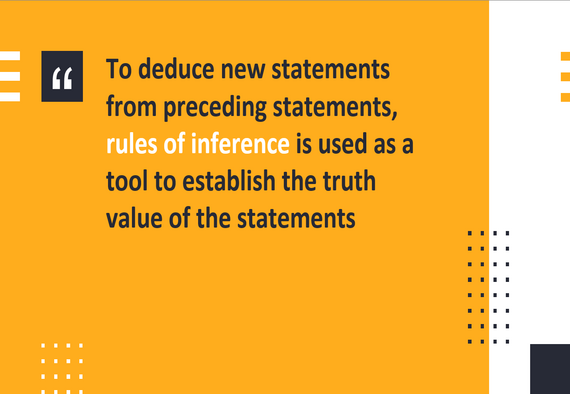 “
To deduce new statements
from preceding statements,
rules of inference is used as a
tool to establish the truth
value of the statements